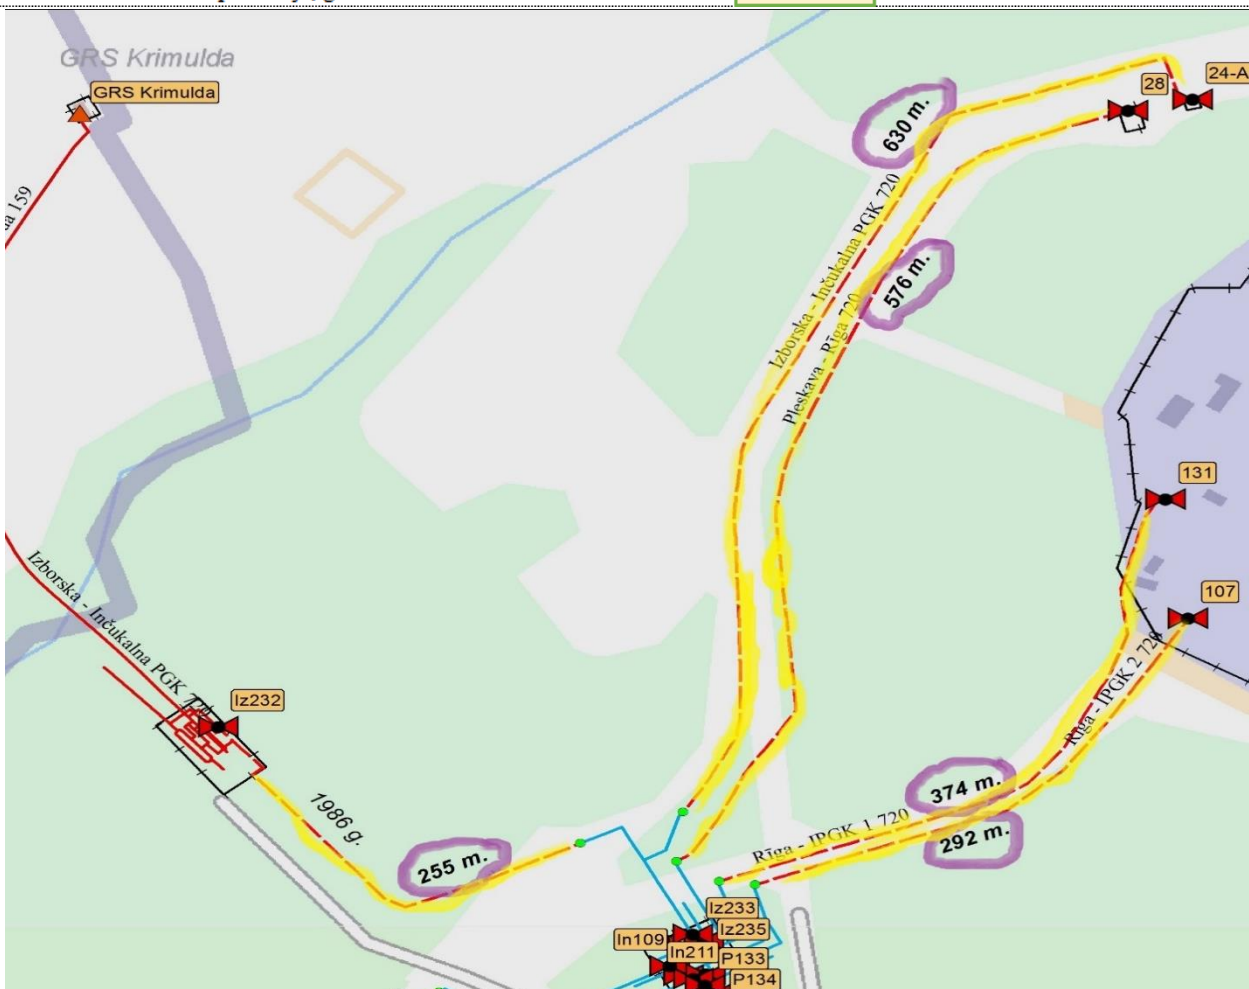 GRS Krimulda
GRS Krimulda
28
24-A
630 m.
159
Izborska - Inčukalna PGK 720
576 m.
Pleskava - Rīga 720
131
107
Izborska - Inčukalna PGK
Iz232
Rīga - IPGK 2 720
1986 g.
374 m.
Rīga - IPGK 1 720
292 m.
255 m.
Iz233
Iz235
In109
In211
P133
P134